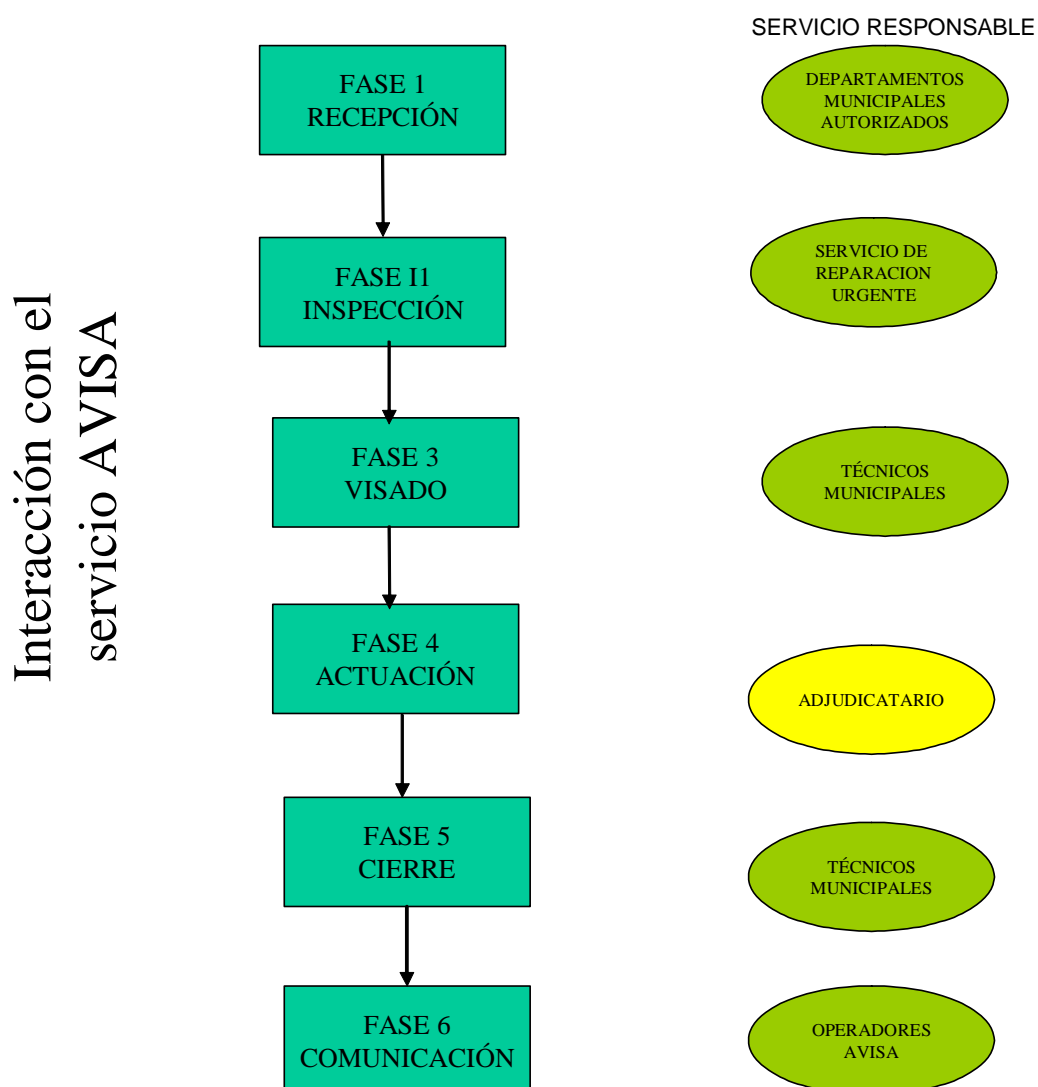 SERVICIO RESPONSABLE
FASE 1
RECEPCIÓN
DEPARTAMENTOS
MUNICIPALES
AUTORIZADOS
Interacción con el
servicio AVISA
FASE I1
INSPECCIÓN
SERVICIO DE
REPARACION
URGENTE
FASE 3
VISADO
TÉCNICOS
MUNICIPALES
FASE 4
ACTUACIÓN
ADJUDICATARIO
FASE 5
CIERRE
TÉCNICOS
MUNICIPALES
FASE 6
COMUNICACIÓN
OPERADORES
AVISA